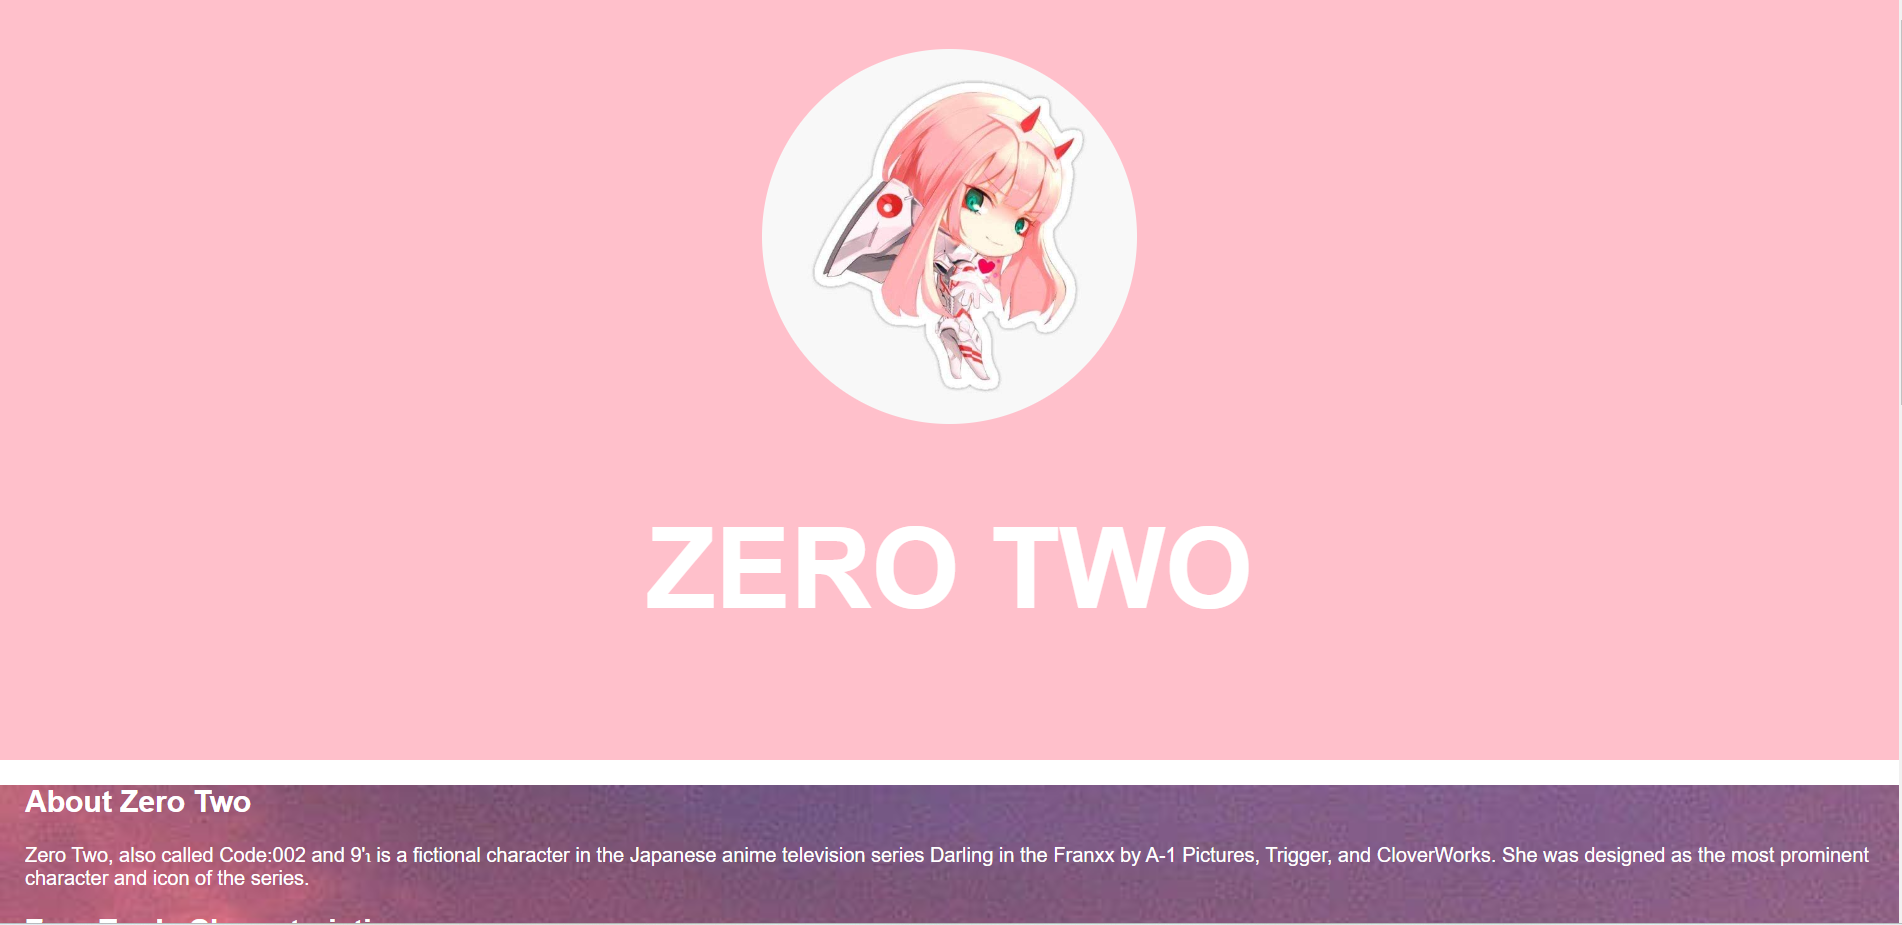 ZERO TWO
About Zero Two
Zero Two, also called Code:002 and 9'ι is a fictional character in the Japanese anime television series Darling in the Franxx by A-1 Pictures, Trigger, and CloverWorks. She was designed as the most prominent
character and icon of the series.